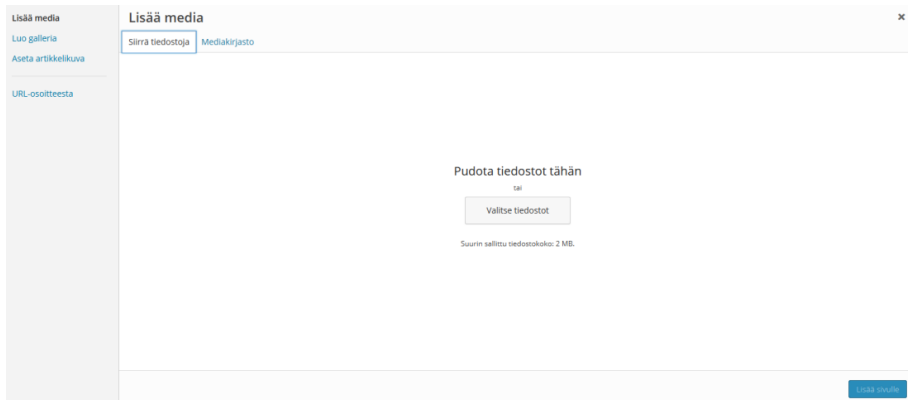 Lisää media
Luo galleria
Aseta artikkelikuva
URL-osoitteesta
Lisää media
Siirrä tiedostoja
Mediakirjasto
Pudota tiedostot tähän
tai
Valitse tiedostot
Suurin sallittu tiedostokoko: 2 MB.
Lisää sivulle